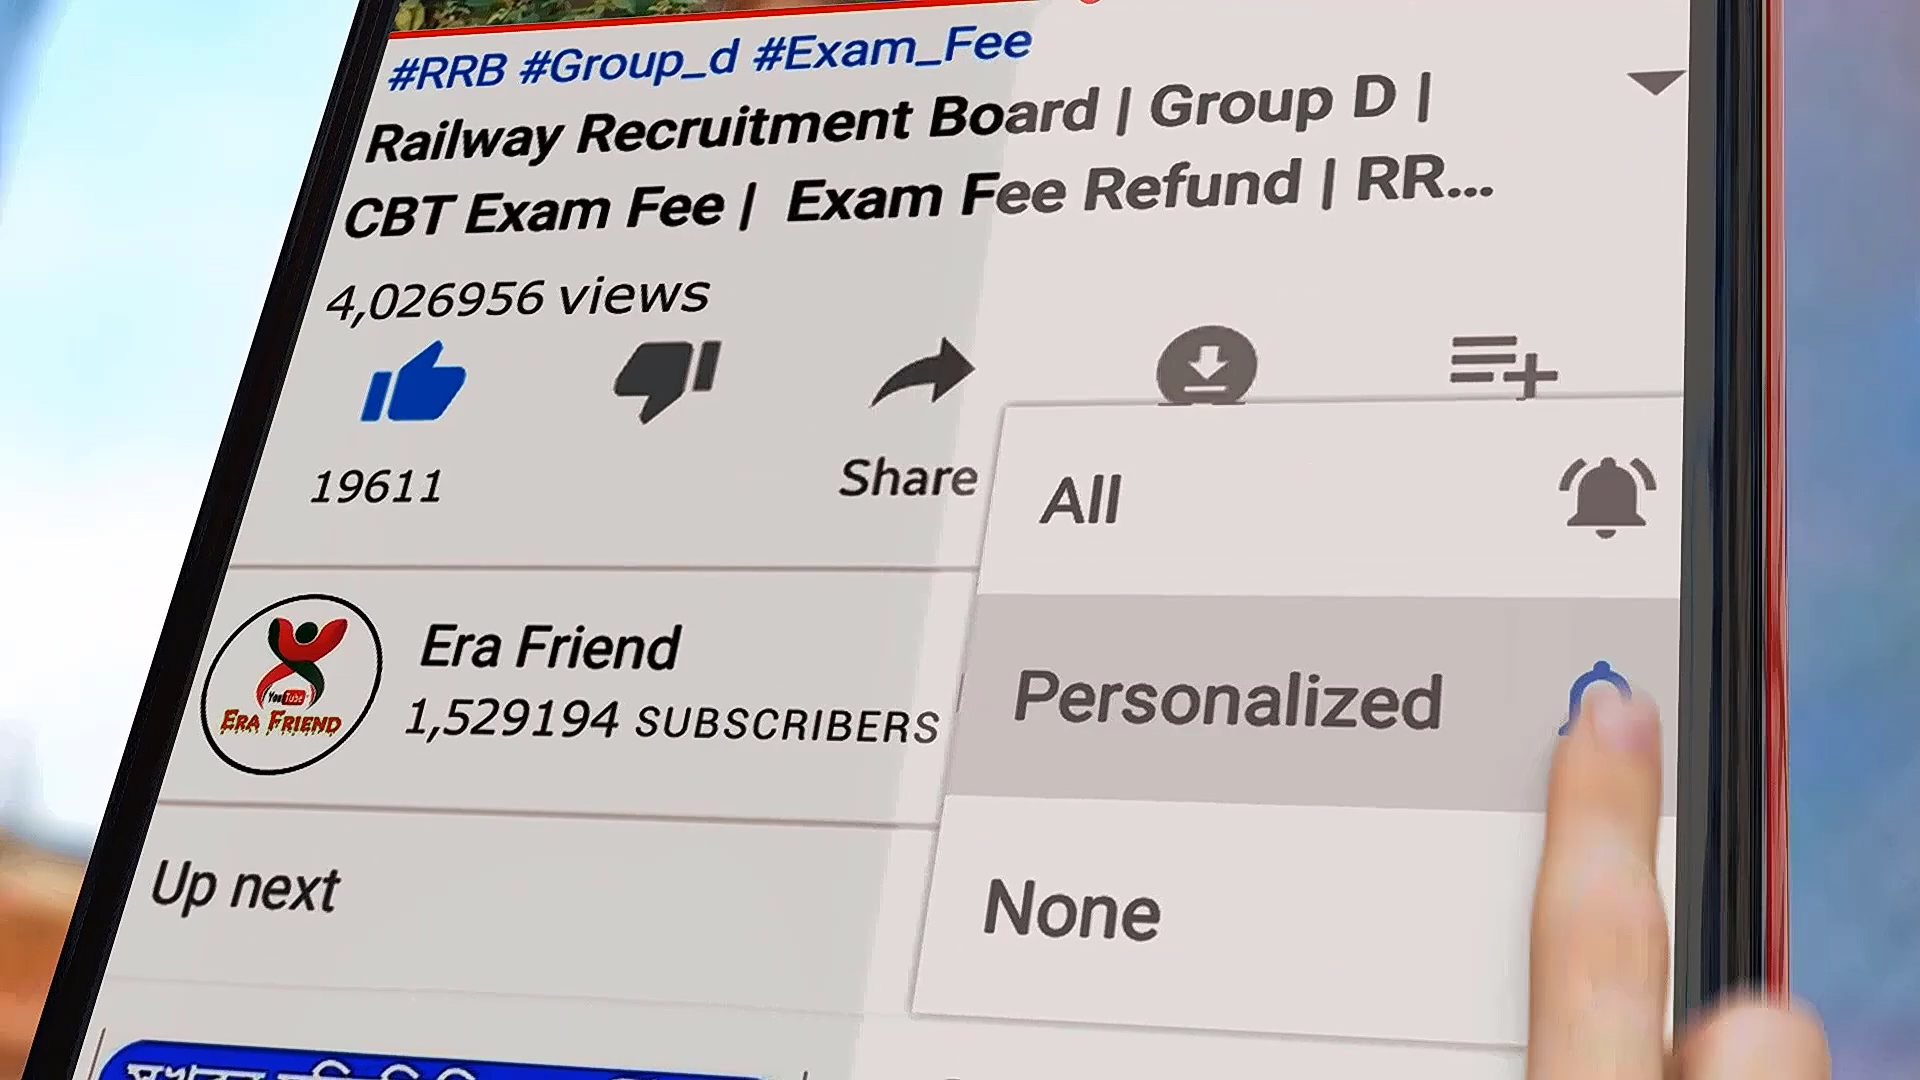 #RRB #Group_d #Exam_Fee
Railway Recruitment Board | Group D |
CBT Exam Fee | Exam Fee Refund | RR...
4,026956 views
19611
Share
All
Era Friend
1,529194 SUBSCRIBERS
YouTube
ERA FRIEND
Personalized
Up next
None